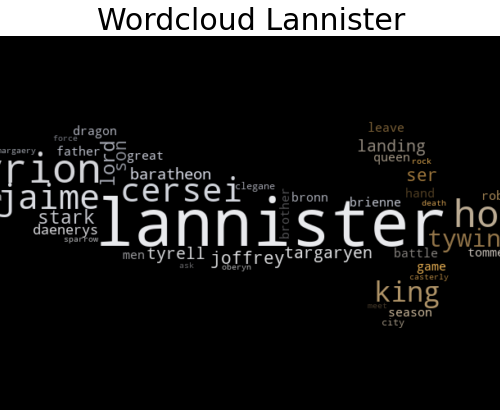 Wordcloud Lannister
leave
dragon
force
landing
margaery
father
lord
son
great
queen
rock
rion
baratheon
ser
jaime
cersei
clegane
hand
stark
lannister
brother
bronn
brienne
death
rob
ho
daenerys
sparrow
tywin
men
tyrell
joffrey
targaryen
battle
tomme
ask
oberyn
game
casterly
king
meet
season
city